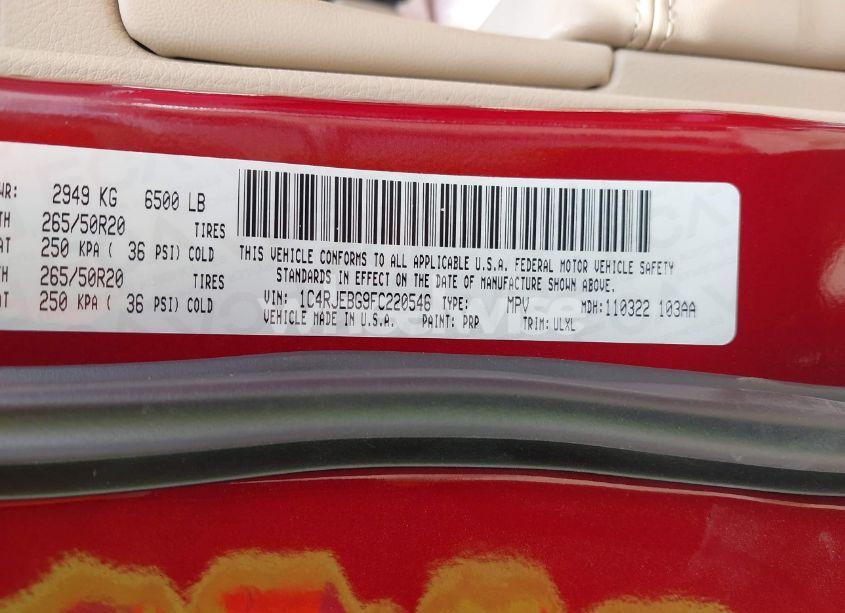 WR: 2949 KG 6500 LB
TH 265/50R20 TIRES
AT 250 KPA ( 36 PSI) COLD
265/50R20 TIRES
AT 250 KPA ( 36 PSI) COLD
THIS VEHICLE CONFORMS TO ALL APPLICABLE U.S.A. FEDERAL MOTOR VEHICLE SAFETY
STANDARDS IN EFFECT ON THE DATE OF MANUFACTURE SHOWN ABOVE.
VIN: 1C4RJEBG9FC220546 TYPE: MPV MDH:110322 103AA
VEHICLE MADE IN U.S.A. PAINT: PRP TRIM: ULXL